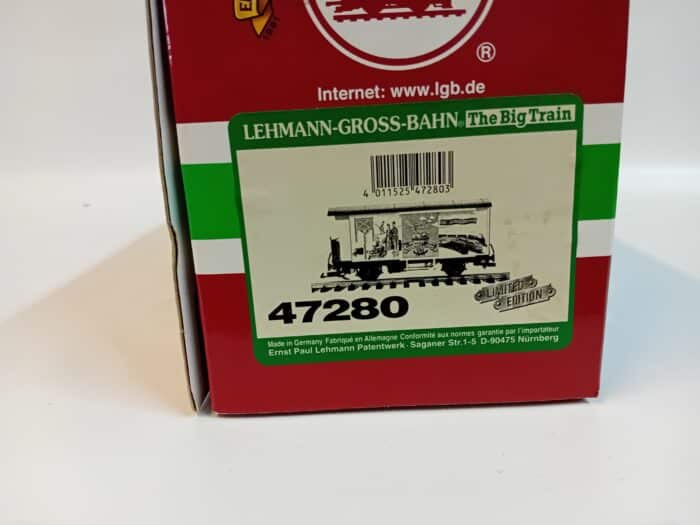 ®
Internet: www.lgb.de
LEHMANN-GROSS-BAHN® The Big Train
4 011525 472803
47280
LIMITED
EDITION
Made in Germany Fabriqué en Allemagne Conformité aux normes garantie par l'importateur
Ernst Paul Lehmann Patentwerk · Saganer Str.1-5 D-90475 Nürnberg